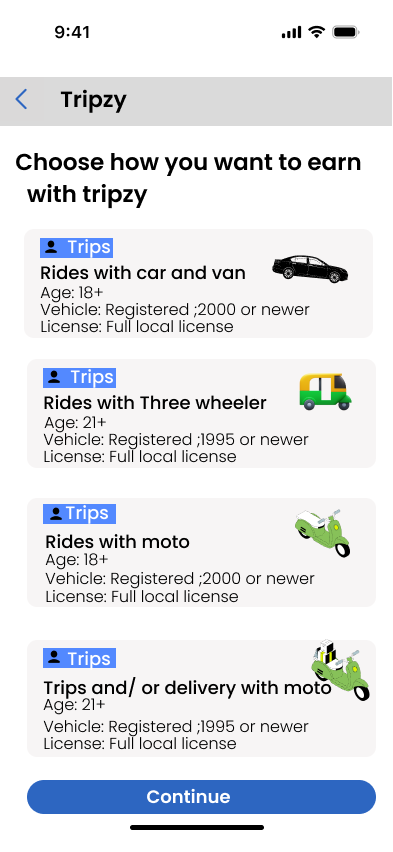 9:41
Tripzy
Choose how you want to earn
with tripzy
Trips
Rides with car and van
Age: 18+
Vehicle: Registered ;2000 or newer
License: Full local license
Trips
Rides with Three wheeler
Age: 21+
Vehicle: Registered ;1995 or newer
License: Full local license
Trips
Rides with moto
Age: 18+
Vehicle: Registered ;2000 or newer
License: Full local license
Trips
Trips and/ or delivery with moto
Age: 21+
Vehicle: Registered ;1995 or newer
License: Full local license
Continue